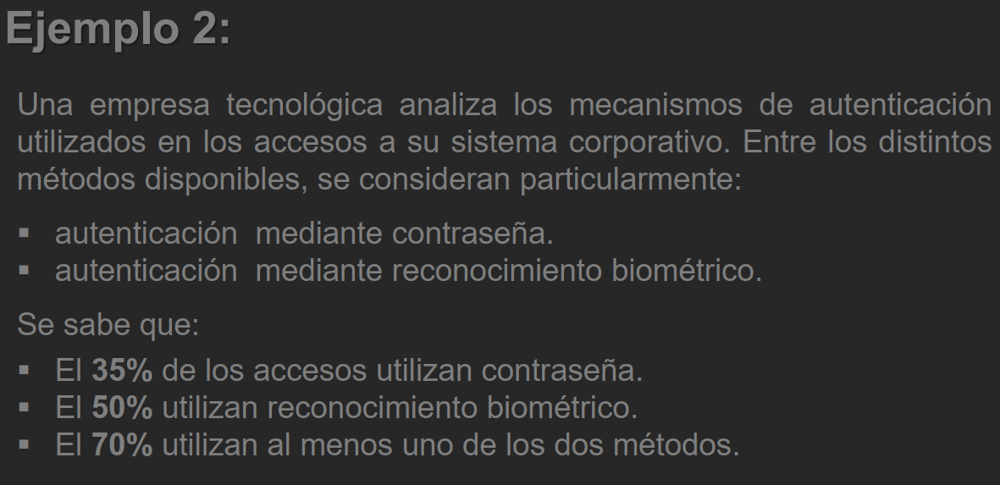 Ejemplo 2:
Una empresa tecnológica analiza los mecanismos de autenticación
utilizados en los accesos a su sistema corporativo. Entre los distintos
métodos disponibles, se consideran particularmente:
▪ autenticación mediante contraseña.
▪ autenticación mediante reconocimiento biométrico.
Se sabe que:
▪ El 35% de los accesos utilizan contraseña.
▪ El 50% utilizan reconocimiento biométrico.
▪ El 70% utilizan al menos uno de los dos métodos.